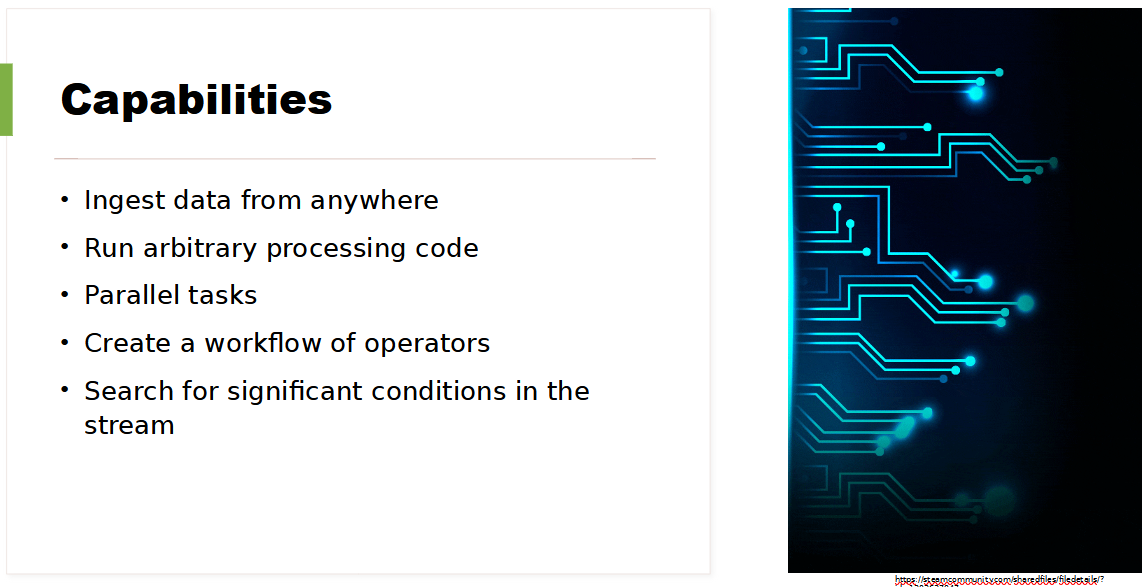 Capabilities
• Ingest data from anywhere
• Run arbitrary processing code
• Parallel tasks
• Create a workflow of operators
• Search for significant conditions in the
stream
https://steamcommunity.com/sharedfiles/filedetails/?